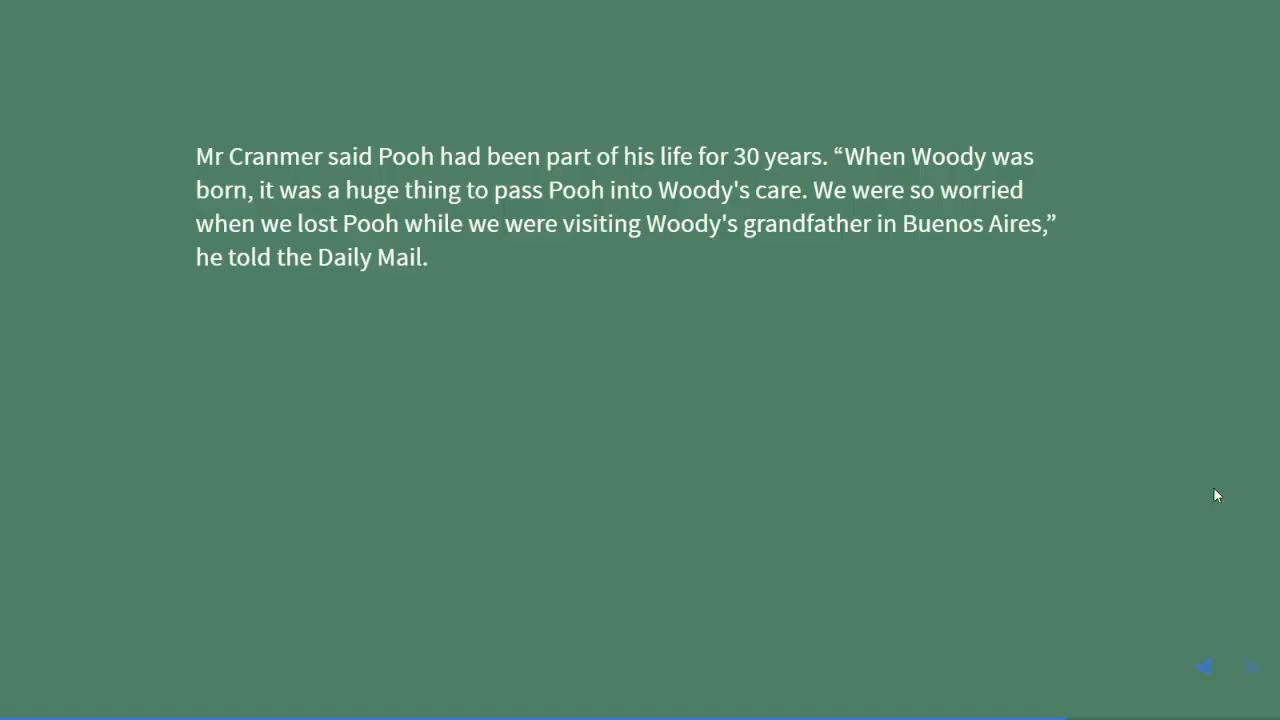 Mr Cranmer said Pooh had been part of his life for 30 years. “When Woody was
born, it was a huge thing to pass Pooh into Woody's care. We were so worried
when we lost Pooh while we were visiting Woody's grandfather in Buenos Aires,”
he told the Daily Mail.